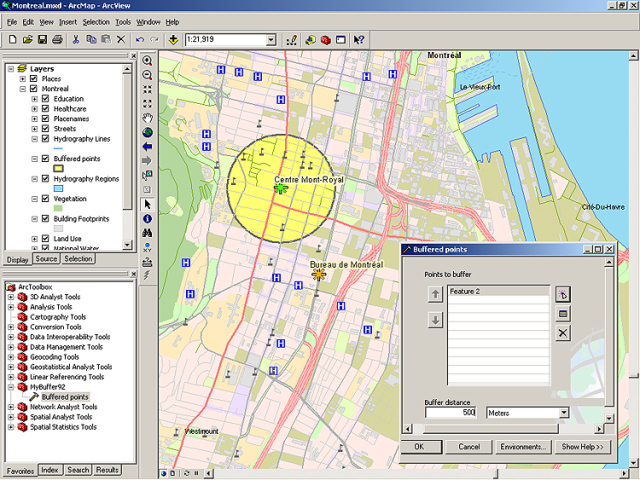 Montreal.mxd - ArcMap - ArcView
File Edit View Insert Selection Tools Window Help
1:21,919
Layers
Places
Montreal
Education
Healthcare
Placenames
Streets
Hydrography Lines
Buffered points
Hydrography Regions
Vegetation
Building Footprints
Land Use
National Water
Display Source Selection
ArcToolbox
3D Analyst Tools
Analysis Tools
Cartography Tools
Conversion Tools
Data Interoperability Tools
Data Management Tools
Geocoding Tools
Geostatistical Analyst Tools
Linear Referencing Tools
MyBuffer92
Buffered points
Network Analyst Tools
Spatial Analyst Tools
Spatial Statistics Tools
Favorites Index Search Results
Montréal
Le-Vieux-Port
Centre Mont-Royal
Cité-Du-Havre
Bureau de Montréal
Westmount
H
H
H
H
H
H
H
H
H
H
H
H
H
Buffered points
Points to buffer
Feature 2
Buffer distance
500 Meters
OK Cancel Environments... Show Help >>